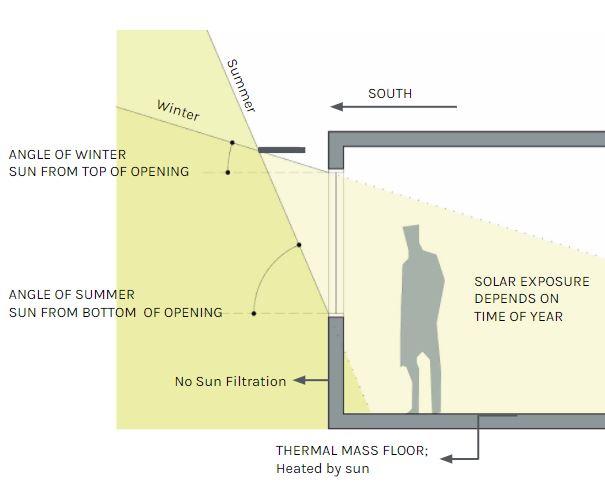 Summer
Winter
SOUTH
ANGLE OF WINTER
SUN FROM TOP OF OPENING
SOLAR EXPOSURE
DEPENDS ON
TIME OF YEAR
ANGLE OF SUMMER
SUN FROM BOTTOM OF OPENING
No Sun Filtration
THERMAL MASS FLOOR;
Heated by sun